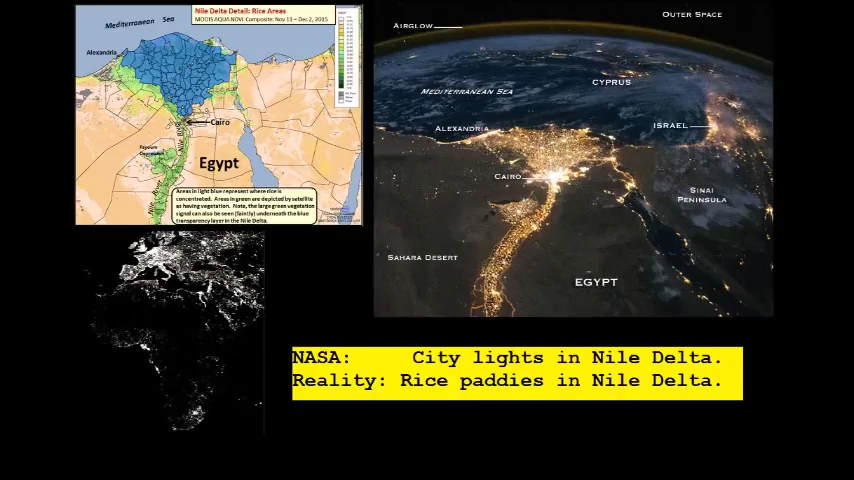 Mediterranean Sea
Nile Delta Detail: Rice Areas
MODIS AQUA NDVI Composite: Nov 11 – Dec 2, 2015
Alexandria
Cairo
Nile
Egypt
Areas in light blue represent where rice is
concentrated. Areas in green are depicted by satellite
as having vegetation. Note, the large green vegetation
signal can also be seen (faintly) underneath the blue
transparency layer in the Nile Delta.
AIRGLOW
OUTER SPACE
CYPRUS
MEDITERRANEAN SEA
ALEXANDRIA
ISRAEL
CAIRO
SINAI
PENINSULA
SAHARA DESERT
EGYPT
NASA: City lights in Nile Delta.
Reality: Rice paddies in Nile Delta.